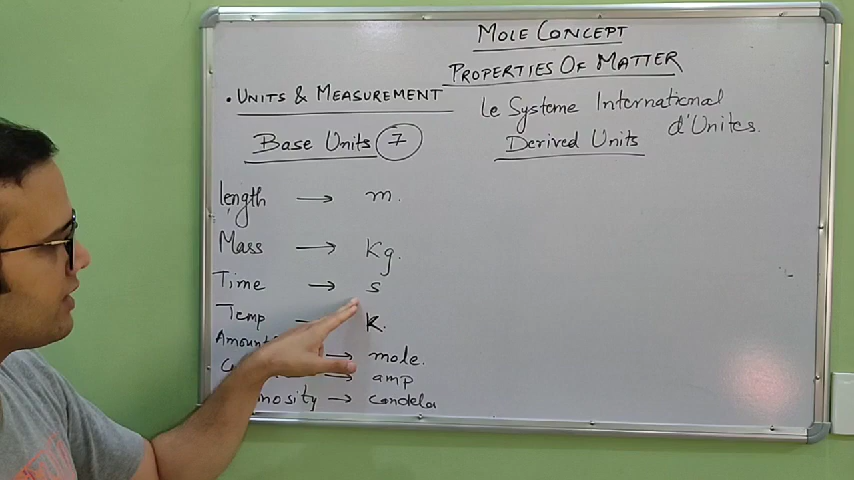 MOLE CONCEPT
PROPERTIES OF MATTER
• UNITS & MEASUREMENT
Le Systeme International
d'Unites.
Base Units 7
Derived Units
length → m.
Mass → Kg.
Time → s
Temp → K.
Amount → mole.
→ amp
→ candela